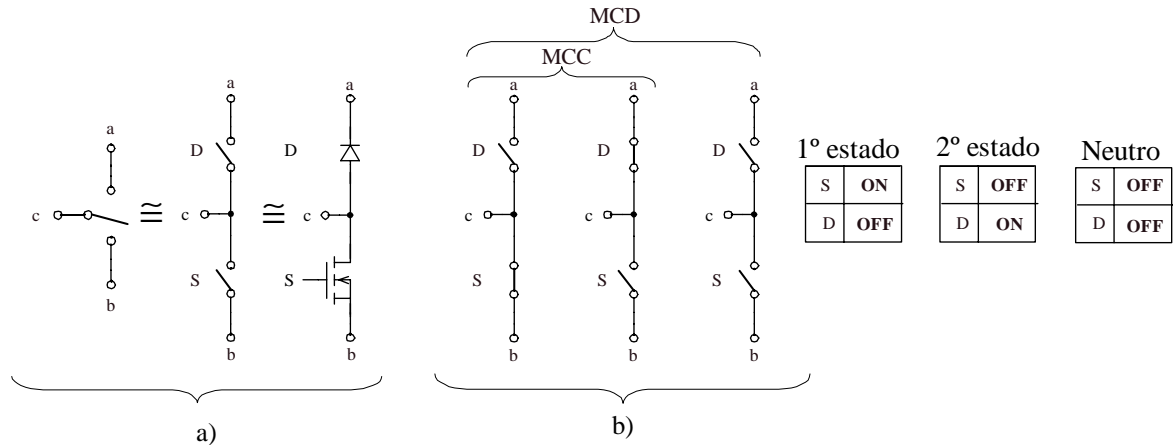 MCD
MCC
a
c
b
≅
a
D
c
S
b
≅
a
D
c
S
b
a)
a
D
c
S
b
a
D
c
S
b
a
D
c
S
b
b)
1º estado
S ON
D OFF
2º estado
S OFF
D ON
Neutro
S OFF
D OFF